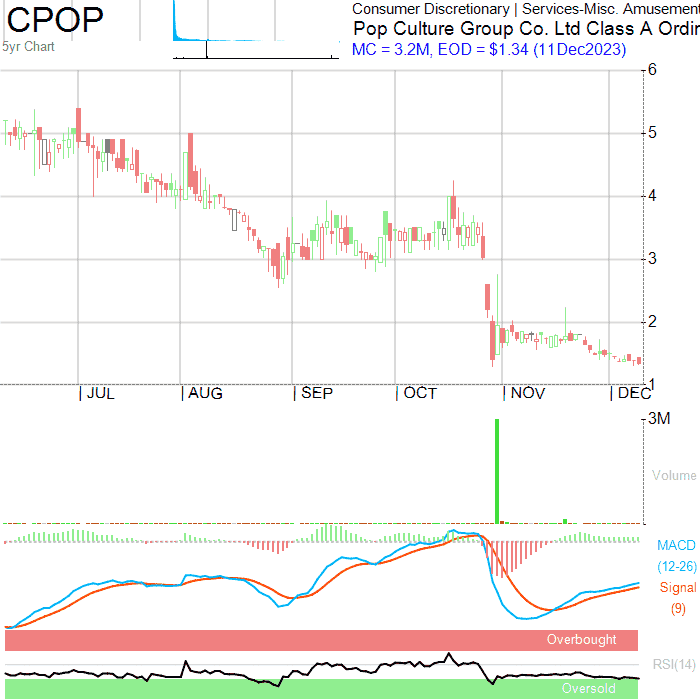 CPOP
5yr Chart
Consumer Discretionary | Services-Misc. Amusement
Pop Culture Group Co. Ltd Class A Ordin
MC = 3.2M, EOD = $1.34 (11Dec2023)
6
5
4
3
2
1
| JUL | AUG | SEP | OCT | NOV | DEC
3M
Volume
MACD
(12-26)
Signal
(9)
Overbought
RSI(14)
Oversold